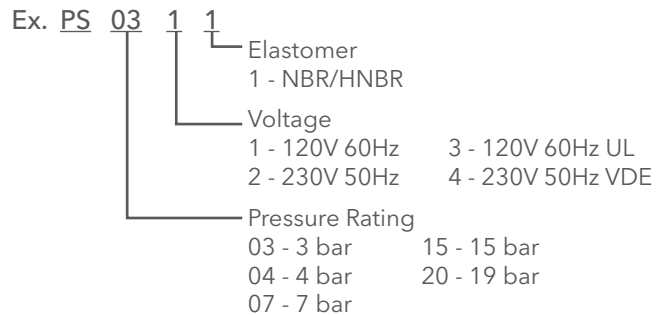 Ex. PS 03 1 1
Elastomer
1 - NBR/HNBR
Voltage
1 - 120V 60Hz 3 - 120V 60Hz UL
2 - 230V 50Hz 4 - 230V 50Hz VDE
Pressure Rating
03 - 3 bar 15 - 15 bar
04 - 4 bar 20 - 19 bar
07 - 7 bar